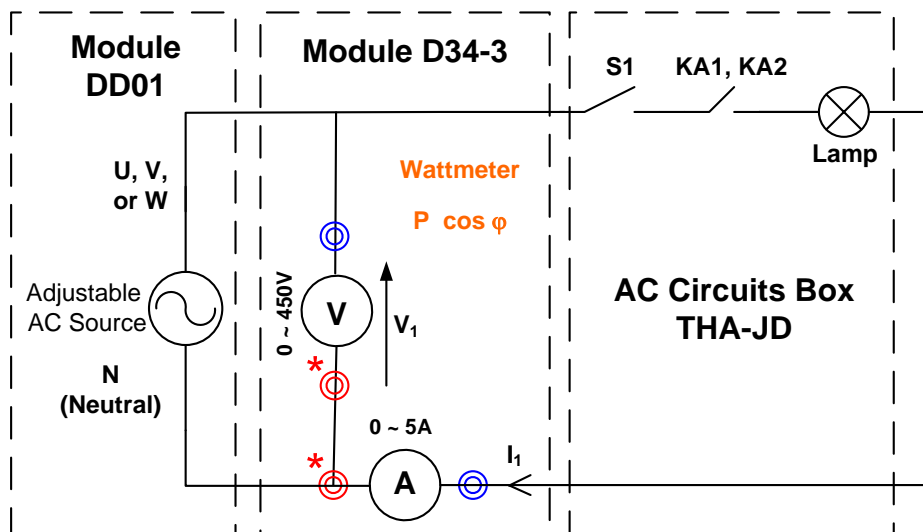 Module
DD01
Module D34-3
S1
KA1, KA2
Lamp
U, V,
or W
Wattmeter
P cos φ
Adjustable
AC Source
0 ~ 450V
V
V1
AC Circuits Box
THA-JD
N
(Neutral)
*
0 ~ 5A
*
A
I1